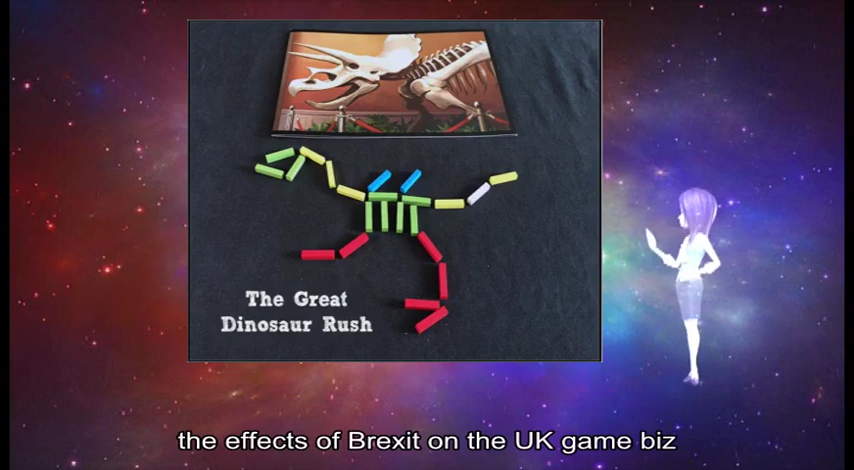 The Great
Dinosaur Rush
the effects of Brexit on the UK game biz